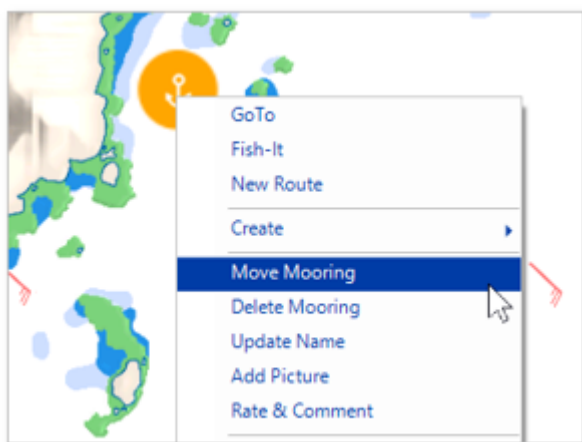 GoTo
Fish-It
New Route
Create
Move Mooring
Delete Mooring
Update Name
Add Picture
Rate & Comment